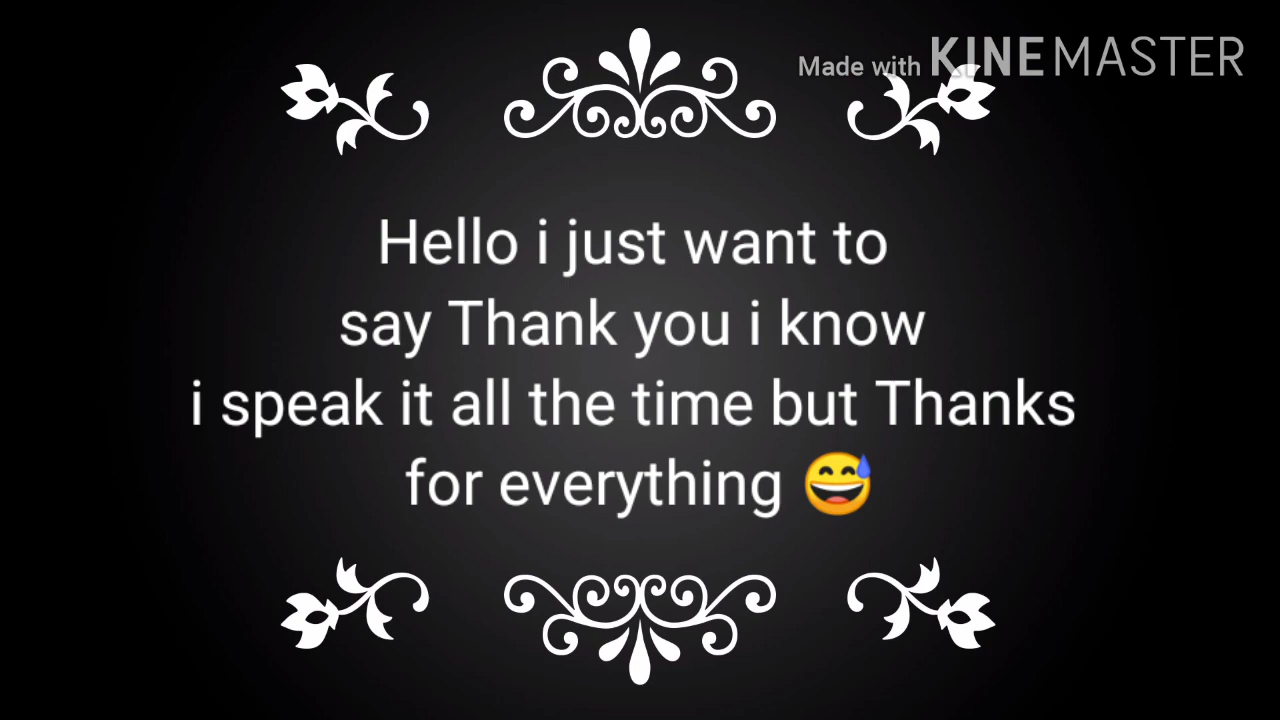 Made with KINEMASTER
Hello i just want to
say Thank you i know
i speak it all the time but Thanks
for everything 😅